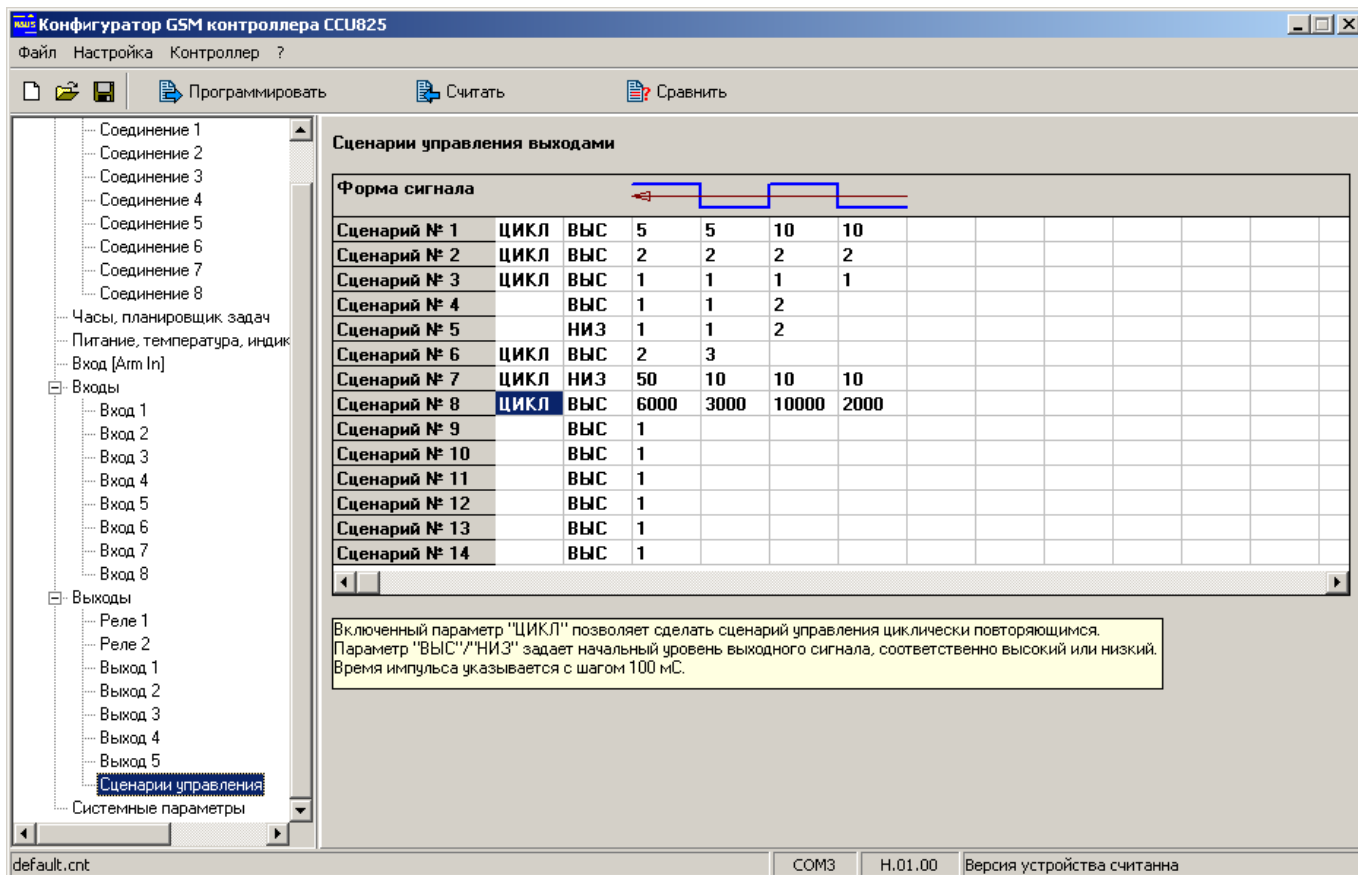 Конфигуратор GSM контроллера CCU825
Файл Настройка Контроллер ?
Программировать Считать Сравнить
Соединение 1
Соединение 2
Соединение 3
Соединение 4
Соединение 5
Соединение 6
Соединение 7
Соединение 8
Часы, планировщик задач
Питание, температура, индик
Вход [Arm In]
Входы
Вход 1
Вход 2
Вход 3
Вход 4
Вход 5
Вход 6
Вход 7
Вход 8
Выходы
Реле 1
Реле 2
Выход 1
Выход 2
Выход 3
Выход 4
Выход 5
Сценарии управления
Системные параметры
Сценарии управления выходами
Форма сигнала
Сценарий № 1 ЦИКЛ ВЫС 5 5 10 10
Сценарий № 2 ЦИКЛ ВЫС 2 2 2 2
Сценарий № 3 ЦИКЛ ВЫС 1 1 1 1
Сценарий № 4 ВЫС 1 1 2
Сценарий № 5 НИЗ 1 1 2
Сценарий № 6 ЦИКЛ ВЫС 2 3
Сценарий № 7 ЦИКЛ НИЗ 50 10 10 10
Сценарий № 8 ЦИКЛ ВЫС 6000 3000 10000 2000
Сценарий № 9 ВЫС 1
Сценарий № 10 ВЫС 1
Сценарий № 11 ВЫС 1
Сценарий № 12 ВЫС 1
Сценарий № 13 ВЫС 1
Сценарий № 14 ВЫС 1
Включенный параметр "ЦИКЛ" позволяет сделать сценарий управления циклически повторяющимся.
Параметр "ВЫС"/"НИЗ" задает начальный уровень выходного сигнала, соответственно высокий или низкий.
Время импульса указывается с шагом 100 мС.
default.cnt COM3 H.01.00 Версия устройства считанна